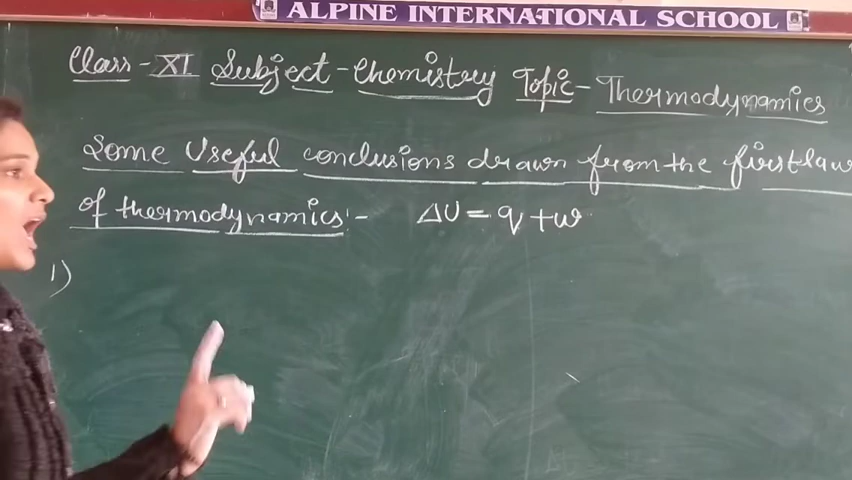 ALPINE INTERNATIONAL SCHOOL
Class - XI Subject - Chemistry Topic - Thermodynamics
Some Useful conclusions drawn from the first law
of thermodynamics:- ΔU = q + w
1)